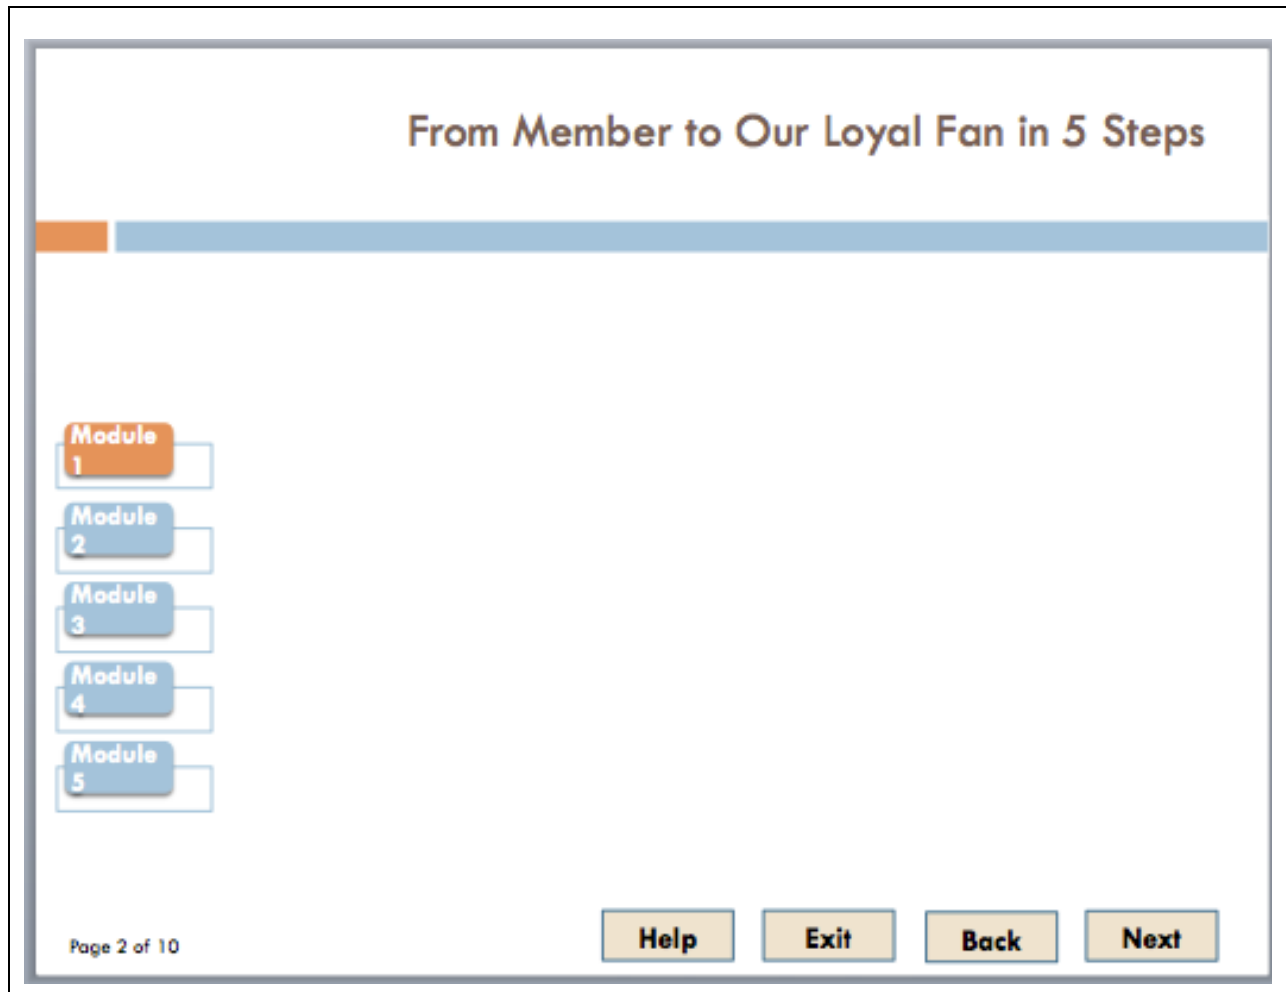 From Member to Our Loyal Fan in 5 Steps
Module
1
Module
2
Module
3
Module
4
Module
5
Page 2 of 10
Help
Exit
Back
Next